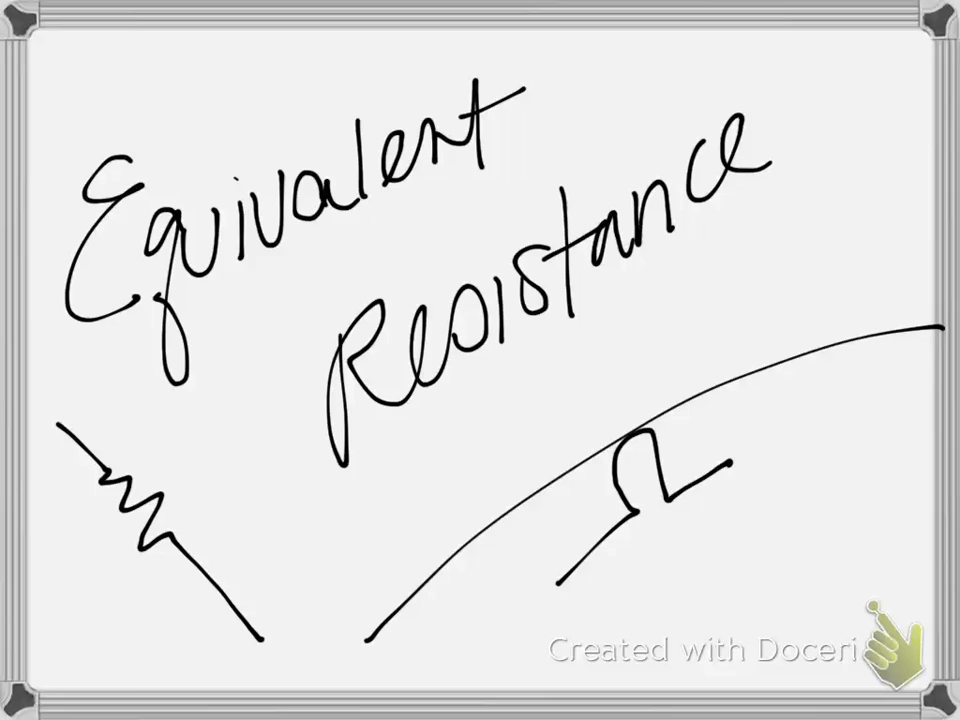 Equivalent
Resistance
Ω
Created with Doceri